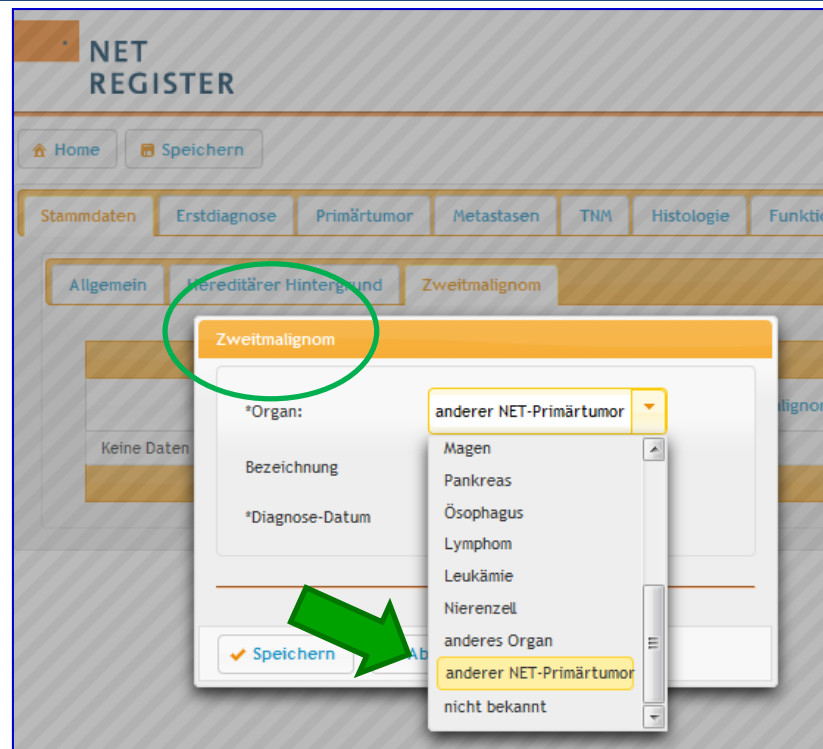 NET
REGISTER
Home Speichern
Stammdaten Erstdiagnose Primärtumor Metastasen TNM Histologie
Allgemein Hereditärer Hintergrund Zweitmalignom
Zweitmalignom
*Organ: anderer NET-Primärtumor
Keine Daten
Bezeichnung
*Diagnose-Datum
Magen
Pankreas
Ösophagus
Lymphom
Leukämie
Nierenzell
anderes Organ
anderer NET-Primärtumor
nicht bekannt
Speichern